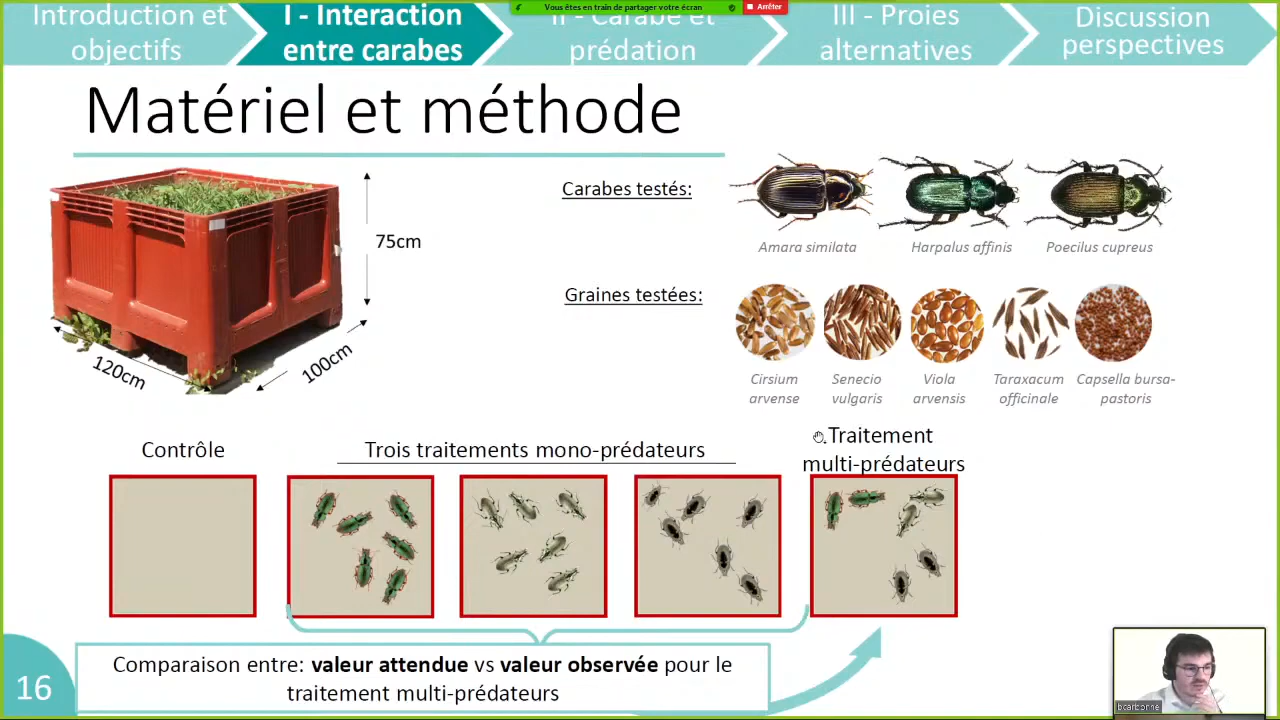 Introduction et
objectifs
I - Interaction
entre carabes
II - Carabe et
prédation
III - Proies
alternatives
Discussion
perspectives
Vous êtes en train de partager votre écran
Arrêter
Matériel et méthode
75cm
120cm
100cm
Carabes testés:
Amara similata
Harpalus affinis
Poecilus cupreus
Graines testées:
Cirsium
arvense
Senecio
vulgaris
Viola
arvensis
Taraxacum
officinale
Capsella bursa-
pastoris
Contrôle
Trois traitements mono-prédateurs
Traitement
multi-prédateurs
Comparaison entre: valeur attendue vs valeur observée pour le
traitement multi-prédateurs
16
bcarbonne